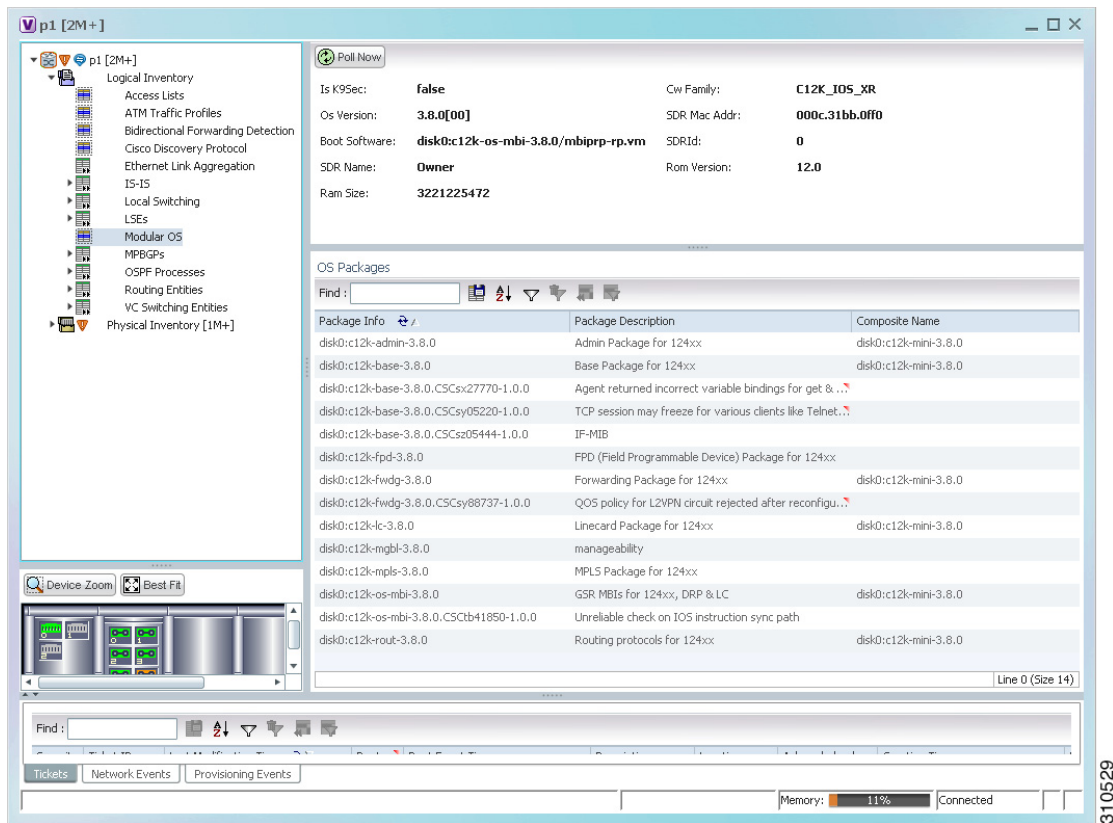 p1 [2M+]
p1 [2M+]
Logical Inventory
Access Lists
ATM Traffic Profiles
Bidirectional Forwarding Detection
Cisco Discovery Protocol
Ethernet Link Aggregation
IS-IS
Local Switching
LSEs
Modular OS
MPBGPs
OSPF Processes
Routing Entities
VC Switching Entities
Physical Inventory [1M+]
Device Zoom Best Fit
Poll Now
Is K9Sec: false Cw Family: C12K_IOS_XR
Os Version: 3.8.0[00] SDR Mac Addr: 000c.31bb.0ff0
Boot Software: disk0:c12k-os-mbi-3.8.0/mbiprp-rp.vm SDRId: 0
SDR Name: Owner Rom Version: 12.0
Ram Size: 3221225472
OS Packages
Find :
Package Info Package Description Composite Name
disk0:c12k-admin-3.8.0 Admin Package for 124xx disk0:c12k-mini-3.8.0
disk0:c12k-base-3.8.0 Base Package for 124xx disk0:c12k-mini-3.8.0
disk0:c12k-base-3.8.0.CSCsx27770-1.0.0 Agent returned incorrect variable bindings for get & ...
disk0:c12k-base-3.8.0.CSCsy05220-1.0.0 TCP session may freeze for various clients like Telnet...
disk0:c12k-base-3.8.0.CSCsz05444-1.0.0 IF-MIB
disk0:c12k-fpd-3.8.0 FPD (Field Programmable Device) Package for 124xx
disk0:c12k-fwdg-3.8.0 Forwarding Package for 124xx disk0:c12k-mini-3.8.0
disk0:c12k-fwdg-3.8.0.CSCsy88737-1.0.0 QOS policy for L2VPN circuit rejected after reconfigu...
disk0:c12k-lc-3.8.0 Linecard Package for 124xx disk0:c12k-mini-3.8.0
disk0:c12k-mgbl-3.8.0 manageability
disk0:c12k-mpls-3.8.0 MPLS Package for 124xx
disk0:c12k-os-mbi-3.8.0 GSR MBIs for 124xx, DRP & LC disk0:c12k-mini-3.8.0
disk0:c12k-os-mbi-3.8.0.CSCtb41850-1.0.0 Unreliable check on IOS instruction sync path
disk0:c12k-rout-3.8.0 Routing protocols for 124xx disk0:c12k-mini-3.8.0
Line 0 (Size 14)
Find :
Tickets Network Events Provisioning Events
Memory: 11% Connected
310529